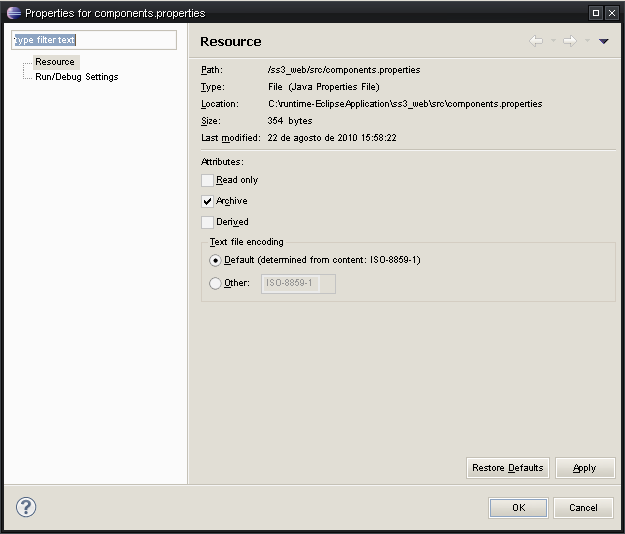 Properties for components.properties
type filter text
Resource
Run/Debug Settings
Resource
Path: /ss3_web/src/components.properties
Type: File (Java Properties File)
Location: C:\runtime-EclipseApplication\ss3_web\src\components.properties
Size: 354 bytes
Last modified: 22 de agosto de 2010 15:58:22
Attributes:
Read only
Archive
Derived
Text file encoding
Default (determined from content: ISO-8859-1)
Other: ISO-8859-1
Restore Defaults Apply
? OK Cancel